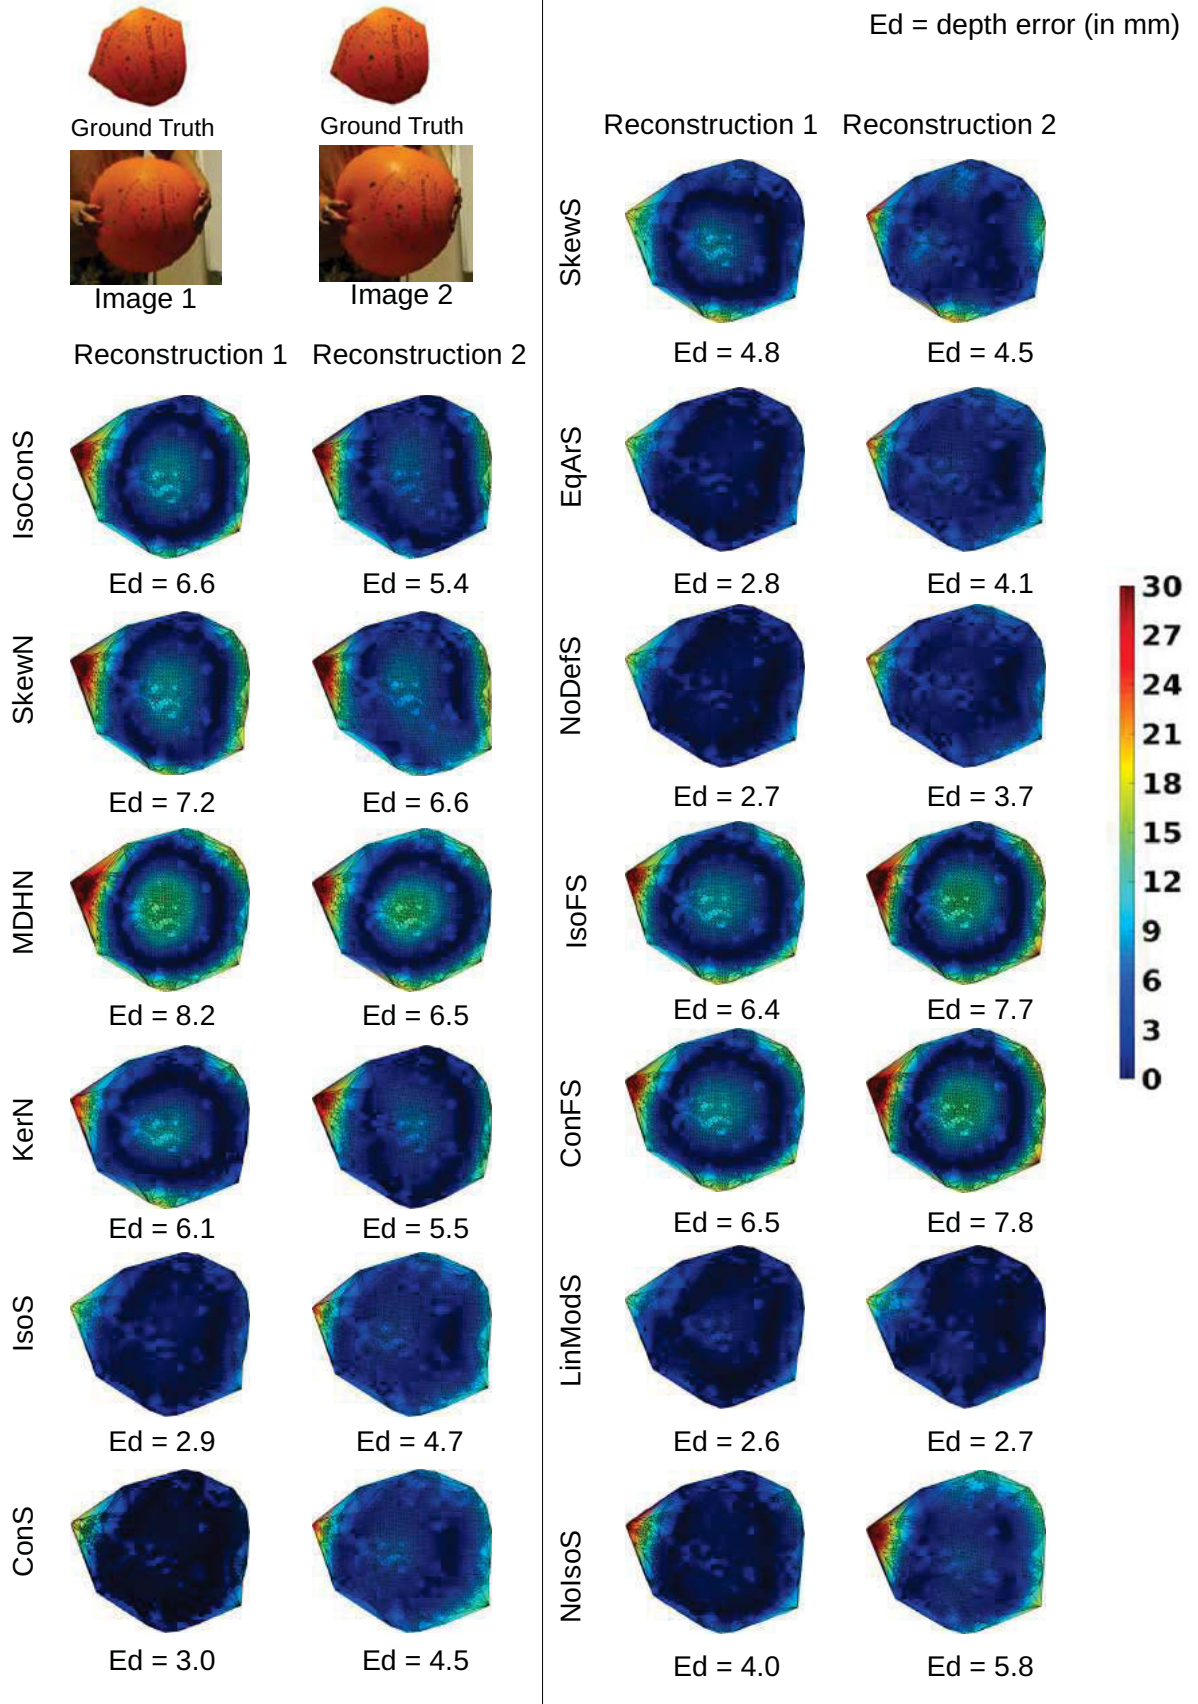 Ground Truth
Ground Truth
Image 1
Image 2
Reconstruction 1
Reconstruction 2
IsoConS
Ed = 6.6
Ed = 5.4
SkewN
Ed = 7.2
Ed = 6.6
MDHN
Ed = 8.2
Ed = 6.5
KerN
Ed = 6.1
Ed = 5.5
IsoS
Ed = 2.9
Ed = 4.7
ConS
Ed = 3.0
Ed = 4.5
Ed = depth error (in mm)
Reconstruction 1
Reconstruction 2
SkewS
Ed = 4.8
Ed = 4.5
EqArS
Ed = 2.8
Ed = 4.1
NoDefS
Ed = 2.7
Ed = 3.7
IsoFS
Ed = 6.4
Ed = 7.7
ConFS
Ed = 6.5
Ed = 7.8
LinModS
Ed = 2.6
Ed = 2.7
NoIsoS
Ed = 4.0
Ed = 5.8
30
27
24
21
18
15
12
9
6
3
0